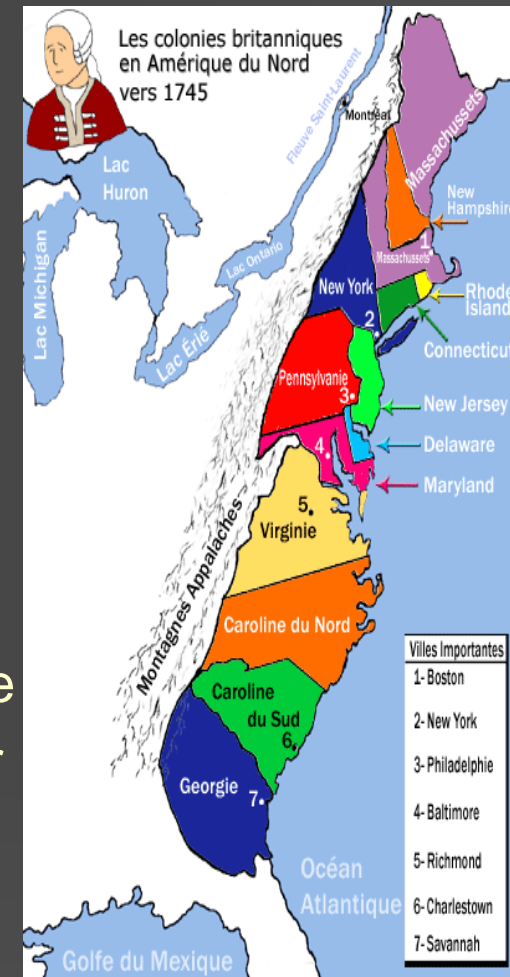 Les colonies britanniques
en Amérique du Nord
vers 1745
Fleuve Saint-Laurent
Montréal
Massachussets
Lac
Huron
New
Hampshire
1
Massachussets
Lac Michigan
Lac Ontario
New York
Rhode
Island
2
Lac Érlé
Connecticut
Pennsylvanie
3
New Jersey
4
Delaware
Maryland
5
Virginie
Montagnes Appalaches
Caroline du Nord
Caroline
du Sud
6
Georgie
7
Villes Importantes
1- Boston
2- New York
3- Philadelphie
4- Baltimore
5- Richmond
6- Charlestown
7- Savannah
Océan
Atlantique
Golfe du Mexique